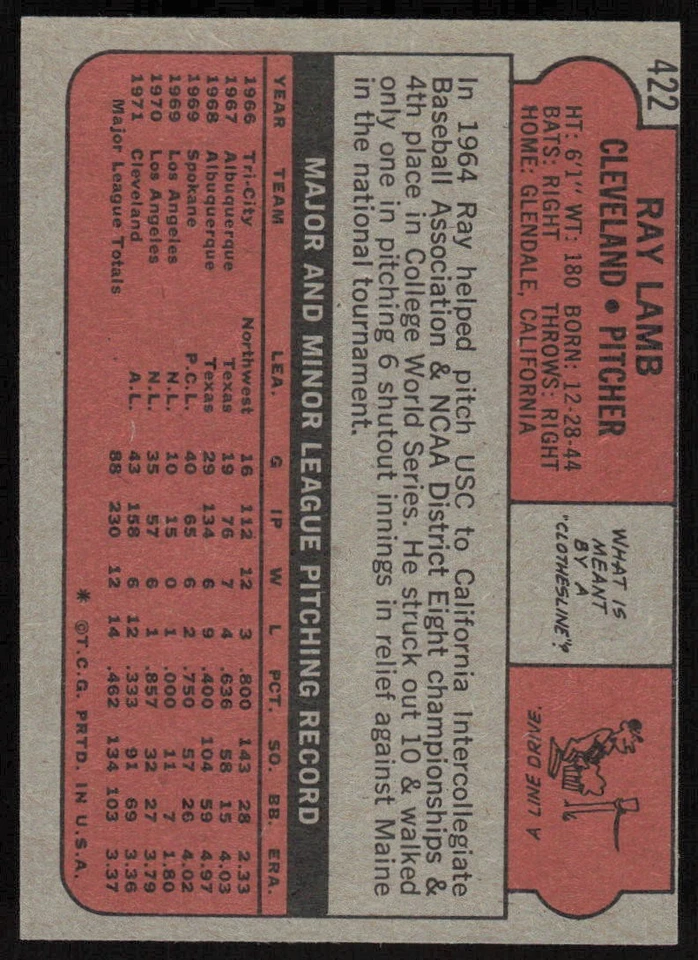 422
RAY LAMB
CLEVELAND • PITCHER
HT: 6'1" WT: 180 BORN: 12-28-44
BATS: RIGHT THROWS: RIGHT
HOME: GLENDALE, CALIFORNIA
WHAT IS
MEANT
BY A
"CLOTHESLINE"?
A LINE DRIVE.
In 1964 Ray helped pitch USC to California Intercollegiate
Baseball Association & NCAA District Eight championships &
4th place in College World Series. He struck out 10 & walked
only one in pitching 6 shutout innings in relief against Maine
in the national tournament.
MAJOR AND MINOR LEAGUE PITCHING RECORD
YEAR TEAM LEA. G IP W L PCT. SO. BB. ERA.
1966 Tri-City Northwest 16 112 12 3 .800 143 28 2.33
1967 Albuquerque Texas 19 76 7 4 .636 58 15 4.03
1968 Albuquerque Texas 29 134 6 9 .400 104 59 4.97
1969 Spokane P.C.L. 40 65 6 2 .750 57 26 4.02
1969 Los Angeles N.L. 10 15 0 1 .000 11 7 1.80
1970 Los Angeles N.L. 35 57 6 1 .857 32 27 3.79
1971 Cleveland A.L. 43 158 6 12 .333 91 69 3.36
Major League Totals 88 230 12 14 .462 134 103 3.37
* ©T.C.G. PRTD. IN U.S.A.